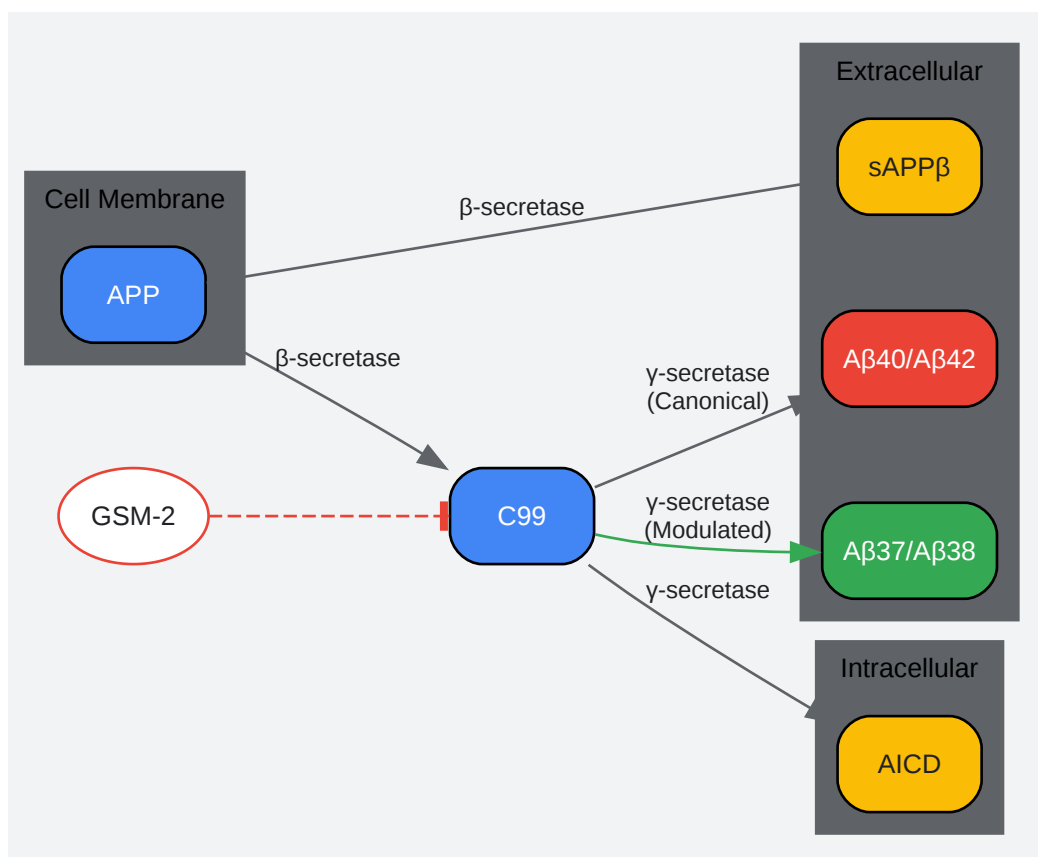 Extracellular
sAPPβ
Cell Membrane
β-secretase
APP
β-secretase
Aβ40/Aβ42
γ-secretase
(Canonical)
GSM-2
C99
γ-secretase
(Modulated)
Aβ37/Aβ38
γ-secretase
Intracellular
AICD